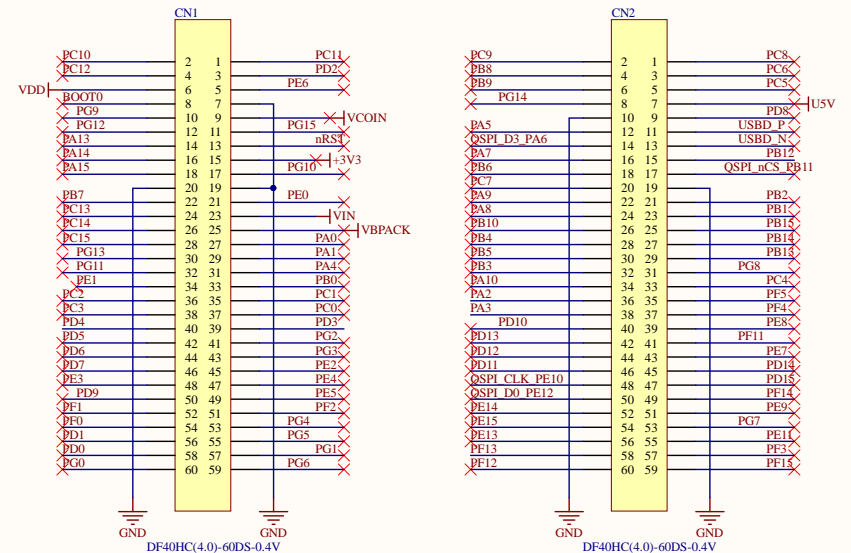 CN1 CN2
PC10 2 1 PC11 PC9 2 1 PC8
PC12 4 3 PD2 PB8 4 3 PC6
VDD 6 5 PE6 PB9 6 5 PC5
BOOT0 8 7 PG14 8 7 U5V
PG9 10 9 VCOIN 10 9 PD8
PG12 12 11 PG15 PA5 12 11 USBD_P
PA13 14 13 nRST QSPI_D3_PA6 14 13 USBD_N
PA14 16 15 +3V3 PA7 16 15 PB12
PA15 18 17 PG10 PB6 18 17 QSPI_nCS_PB11
20 19 PC7 20 19
PB7 22 21 PE0 PA9 22 21 PB2
PC13 24 23 VIN PA8 24 23 PB1
PC14 26 25 VBPACK PB10 26 25 PB15
PC15 28 27 PA0 PB4 28 27 PB14
PG13 30 29 PA1 PB5 30 29 PB13
PG11 32 31 PA4 PB3 32 31 PG8
PE1 34 33 PB0 PA10 34 33 PC4
PC2 36 35 PC1 PA2 36 35 PF5
PC3 38 37 PC0 PA3 38 37 PF4
PD4 40 39 PD3 PD10 40 39 PE8
PD5 42 41 PG2 PD13 42 41 PF11
PD6 44 43 PG3 PD12 44 43 PE7
PD7 46 45 PE2 PD11 46 45 PD14
PE3 48 47 PE4 QSPI_CLK_PE10 48 47 PD15
PD9 50 49 PE5 QSPI_D0_PE12 50 49 PF14
PF1 52 51 PF2 PE14 52 51 PE9
PF0 54 53 PG4 PE15 54 53 PG7
PD1 56 55 PG5 PE13 56 55 PE11
PD0 58 57 PG1 PF13 58 57 PF3
PG0 60 59 PG6 PF12 60 59 PF15
GND GND GND GND
DF40HC(4.0)-60DS-0.4V DF40HC(4.0)-60DS-0.4V